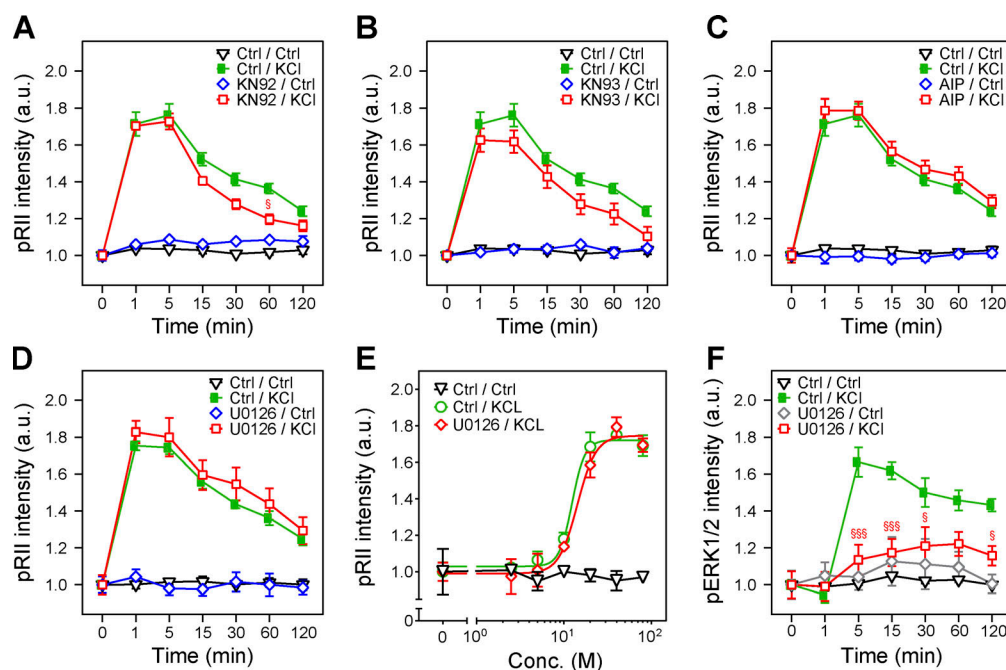 A
Ctrl / Ctrl
Ctrl / KCl
KN92 / Ctrl
KN92 / KCl
pRII intensity (a.u.)
2.0
1.8
1.6
1.4
1.2
1.0
§
0 1 5 15 30 60 120
Time (min)
B
Ctrl / Ctrl
Ctrl / KCl
KN93 / Ctrl
KN93 / KCl
pRII intensity (a.u.)
2.0
1.8
1.6
1.4
1.2
1.0
0 1 5 15 30 60 120
Time (min)
C
Ctrl / Ctrl
Ctrl / KCl
AIP / Ctrl
AIP / KCl
pRII intensity (a.u.)
2.0
1.8
1.6
1.4
1.2
1.0
0 1 5 15 30 60 120
Time (min)
D
Ctrl / Ctrl
Ctrl / KCl
U0126 / Ctrl
U0126 / KCl
pRII intensity (a.u.)
2.0
1.8
1.6
1.4
1.2
1.0
0 1 5 15 30 60 120
Time (min)
E
Ctrl / Ctrl
Ctrl / KCL
U0126 / KCL
pRII intensity (a.u.)
2.0
1.8
1.6
1.4
1.2
1.0
0
0 10⁰ 10¹ 10²
Conc. (M)
F
Ctrl / Ctrl
Ctrl / KCl
U0126 / Ctrl
U0126 / KCl
pERK1/2 intensity (a.u.)
2.0
1.8
1.6
1.4
1.2
1.0
§§§ §§§ § §
0 1 5 15 30 60 120
Time (min)